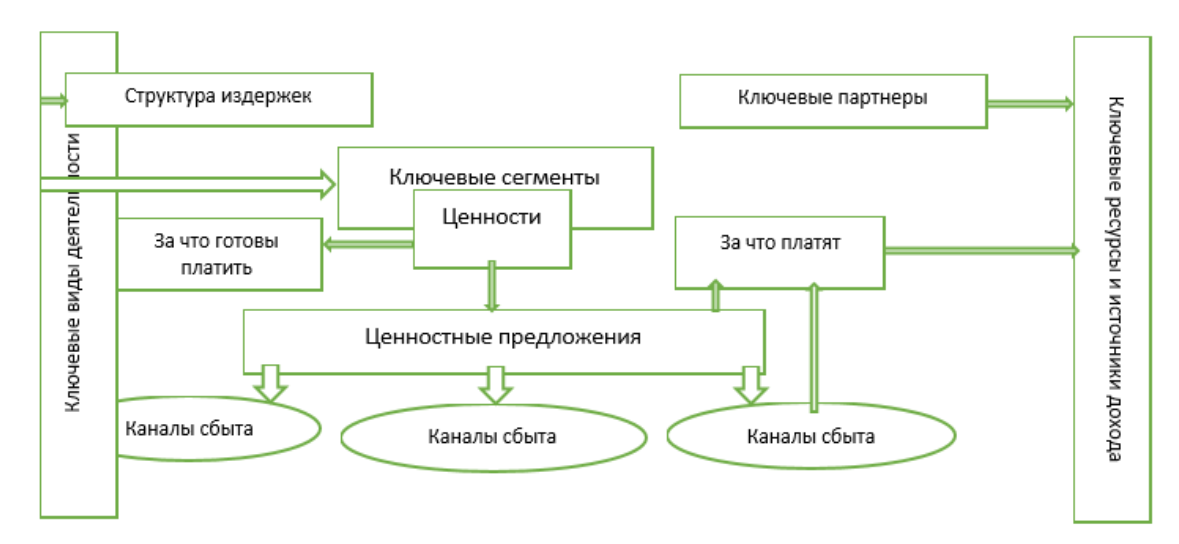 Структура издержек
Ключевые партнеры
Ключевые виды деятельности
Ключевые сегменты
Ценности
За что готовы
платить
За что платят
Ценностные предложения
Каналы сбыта
Каналы сбыта
Каналы сбыта
Ключевые ресурсы и источники дохода